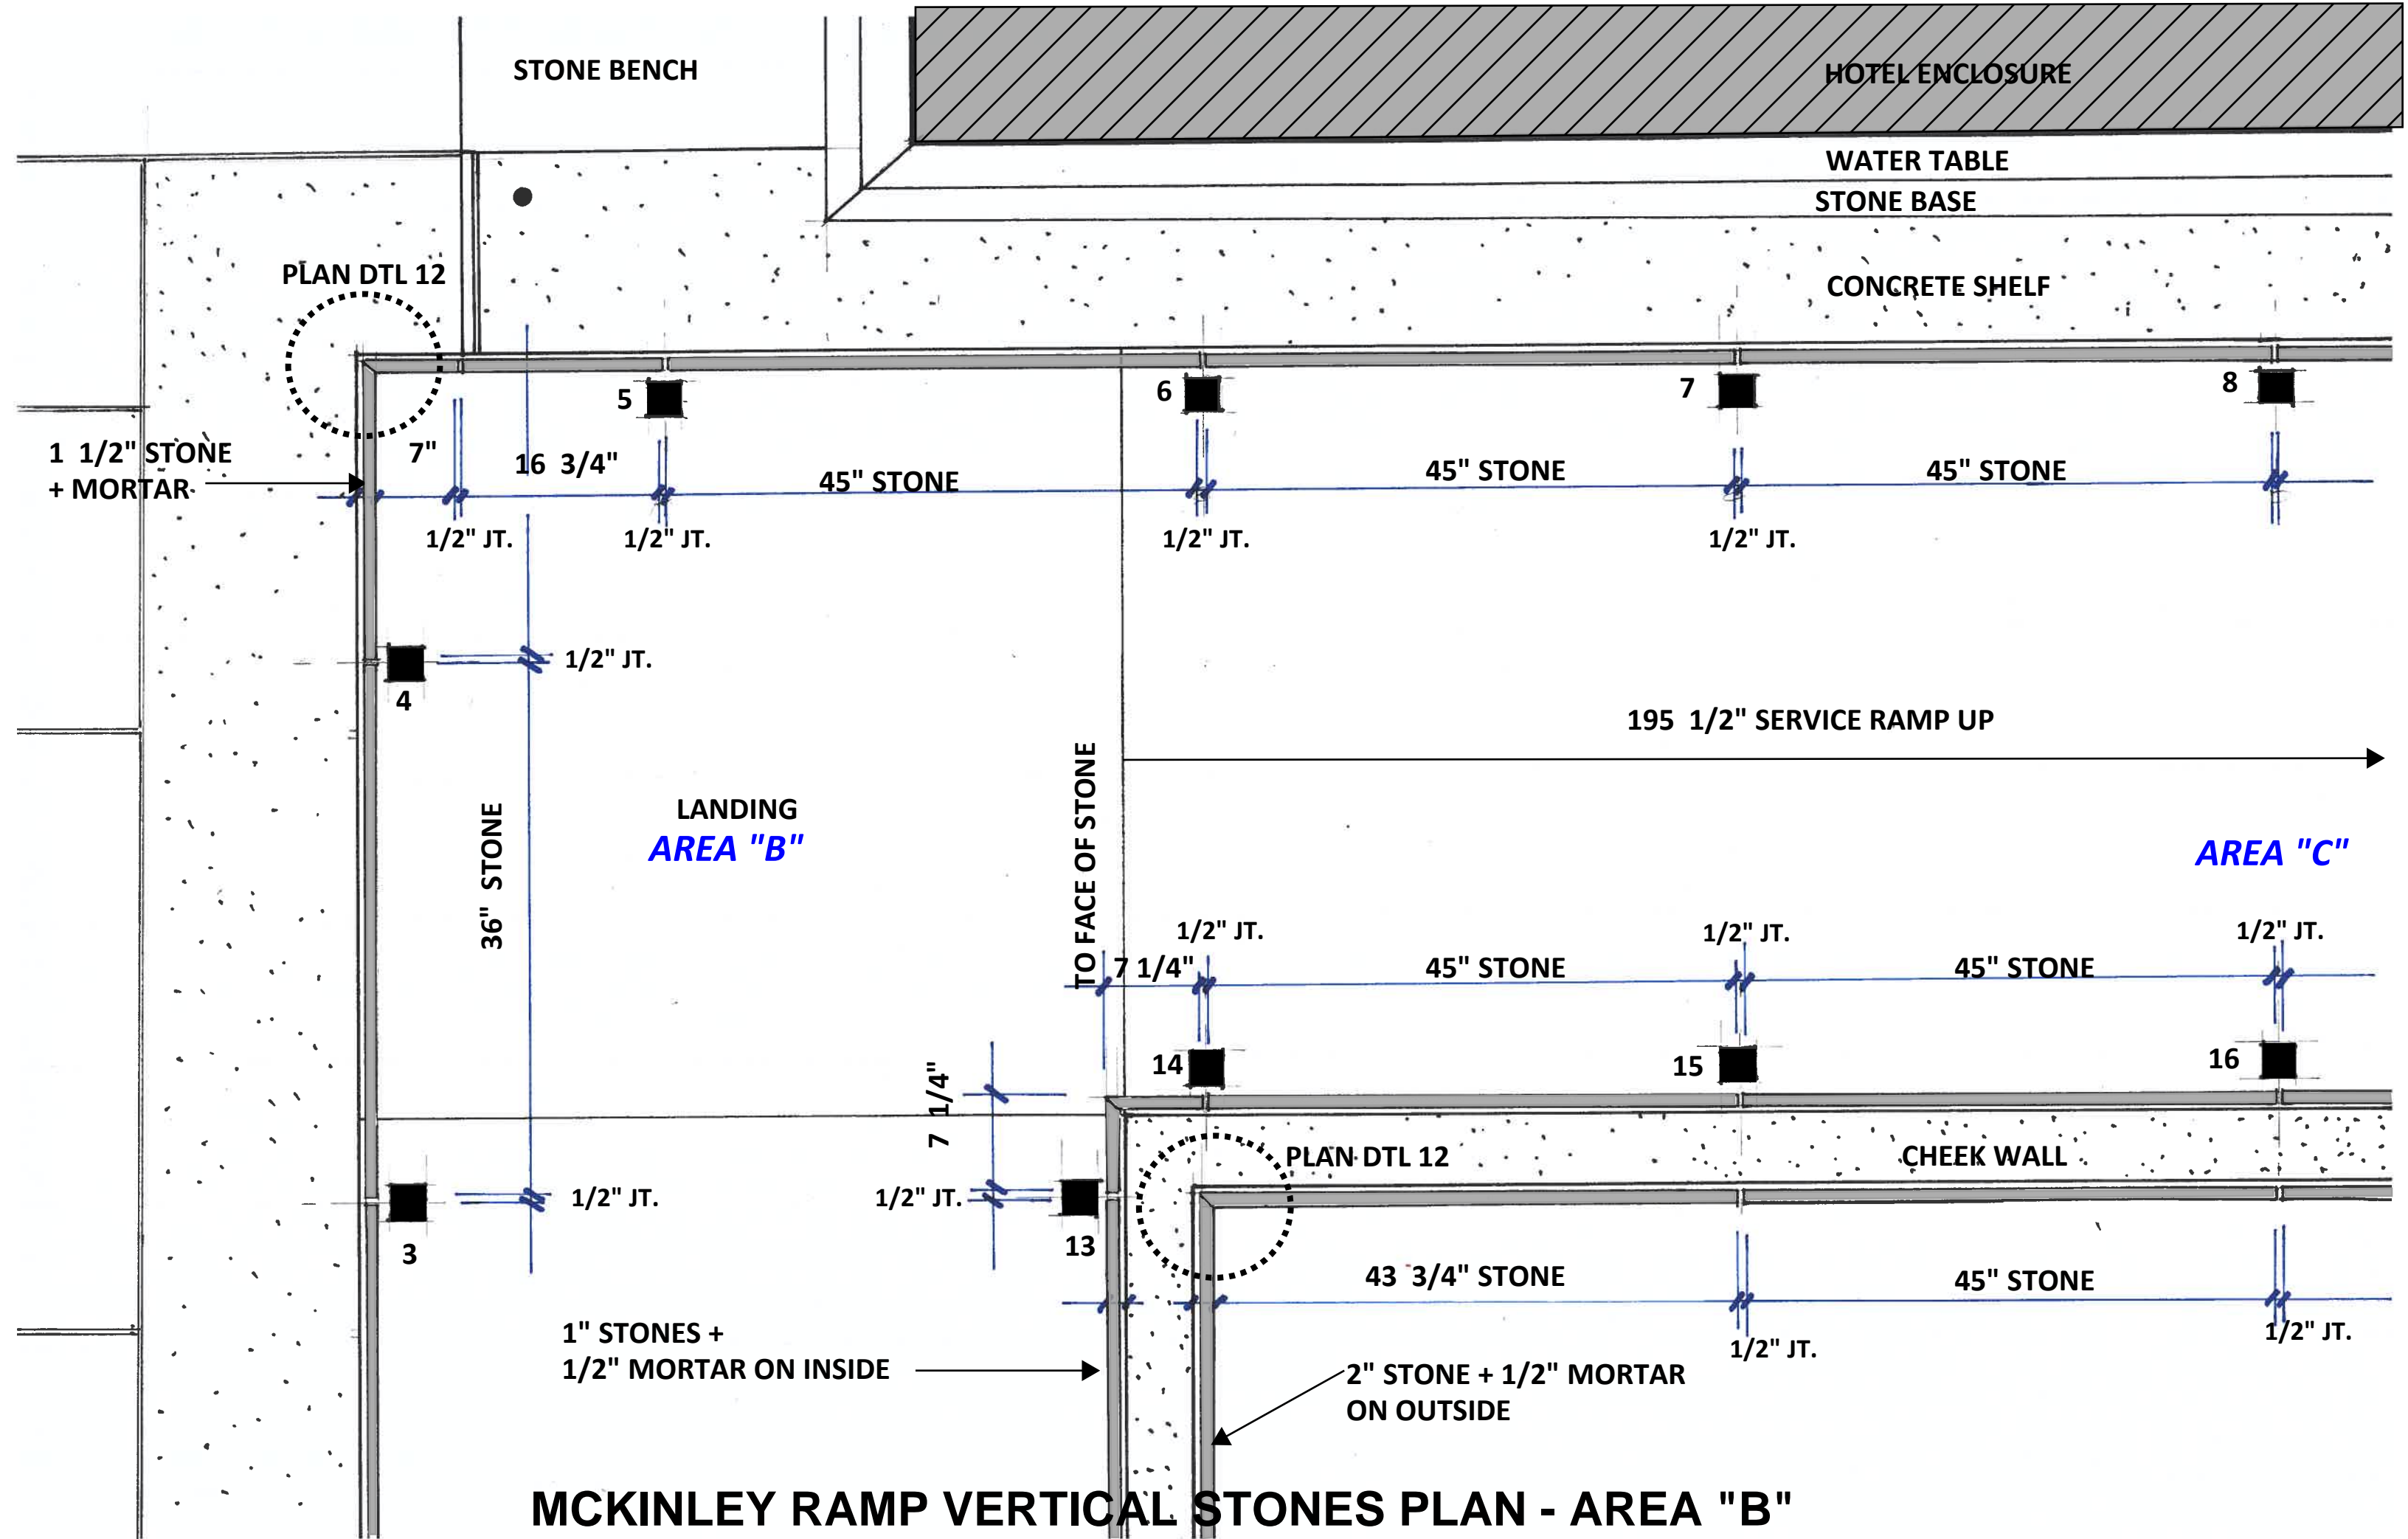 STONE BENCH
HOTEL ENCLOSURE
WATER TABLE
STONE BASE
PLAN DTL 12
CONCRETE SHELF
5
6
7
8
1 1/2" STONE
+ MORTAR
7"
16 3/4"
45" STONE
45" STONE
45" STONE
1/2" JT.
1/2" JT.
1/2" JT.
1/2" JT.
1/2" JT.
4
195 1/2" SERVICE RAMP UP
TO FACE OF STONE
36" STONE
LANDING
AREA "B"
AREA "C"
1/2" JT.
1/2" JT.
1/2" JT.
7 1/4"
45" STONE
45" STONE
14
15
16
7 1/4"
PLAN DTL 12
CHEEK WALL
1/2" JT.
1/2" JT.
3
13
43 3/4" STONE
45" STONE
1" STONES +
1/2" MORTAR ON INSIDE
1/2" JT.
1/2" JT.
2" STONE + 1/2" MORTAR
ON OUTSIDE
MCKINLEY RAMP VERTICAL STONES PLAN - AREA "B"